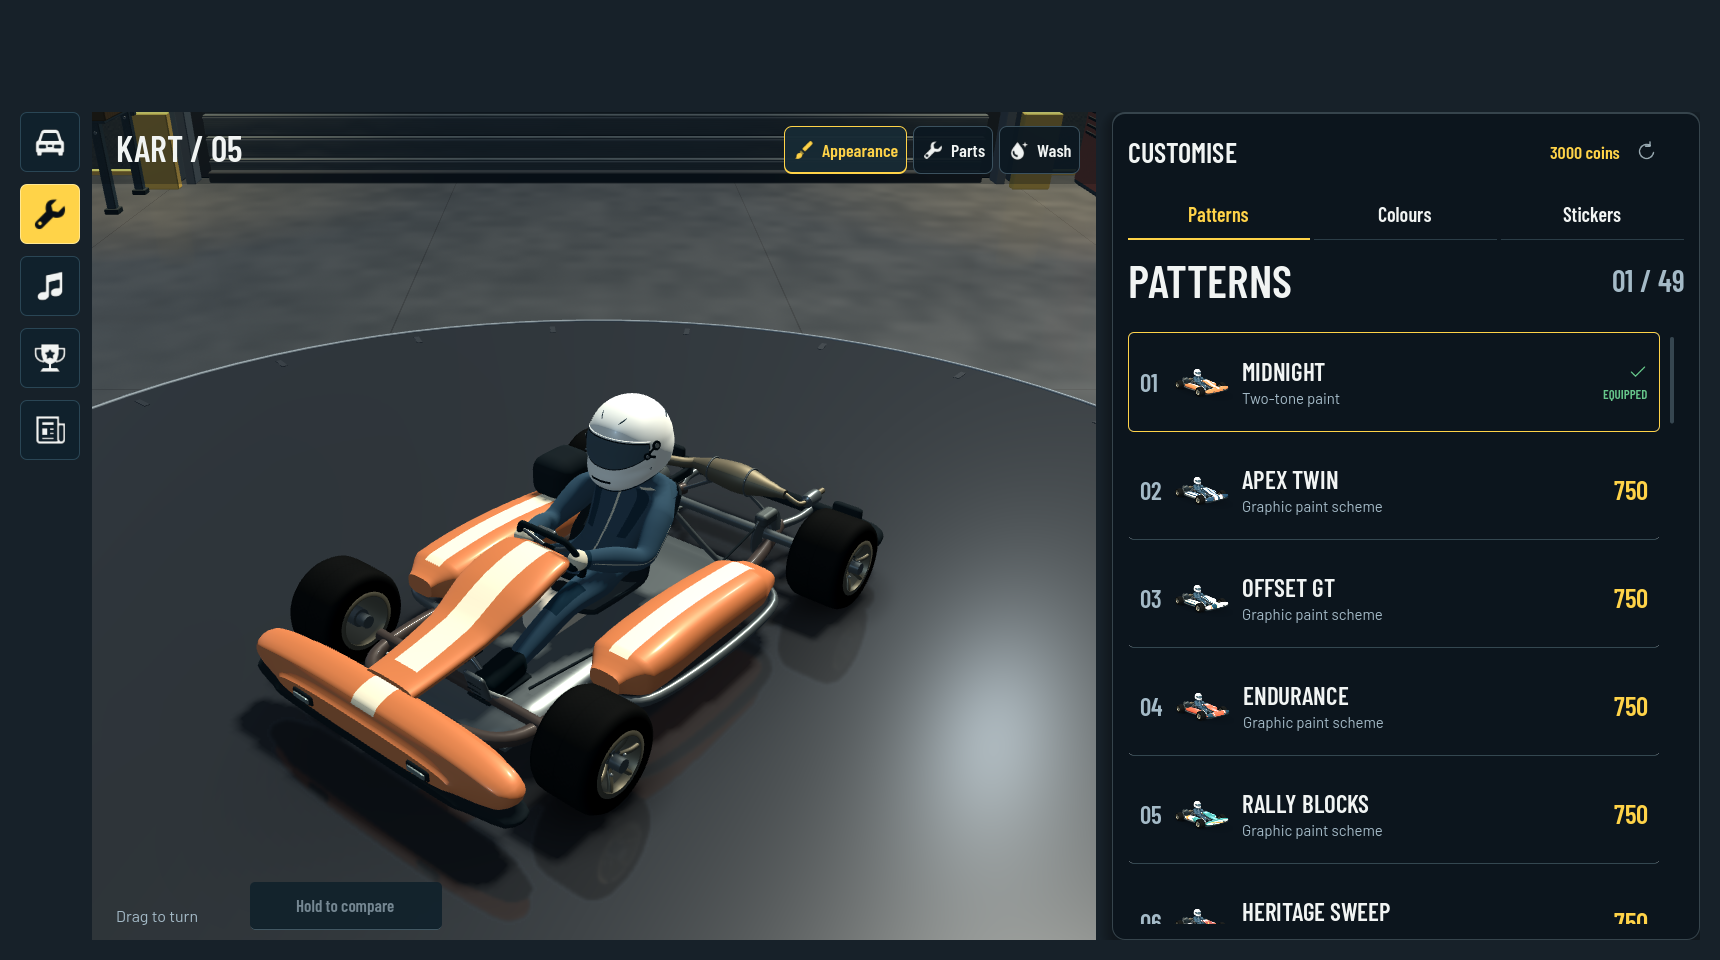 KART / 05
Appearance
Parts
Wash
Drag to turn
Hold to compare
CUSTOMISE
3000 coins
Patterns
Colours
Stickers
PATTERNS
01 / 49
01
MIDNIGHT
Two-tone paint
EQUIPPED
02
APEX TWIN
Graphic paint scheme
750
03
OFFSET GT
Graphic paint scheme
750
04
ENDURANCE
Graphic paint scheme
750
05
RALLY BLOCKS
Graphic paint scheme
750
06
HERITAGE SWEEP
750